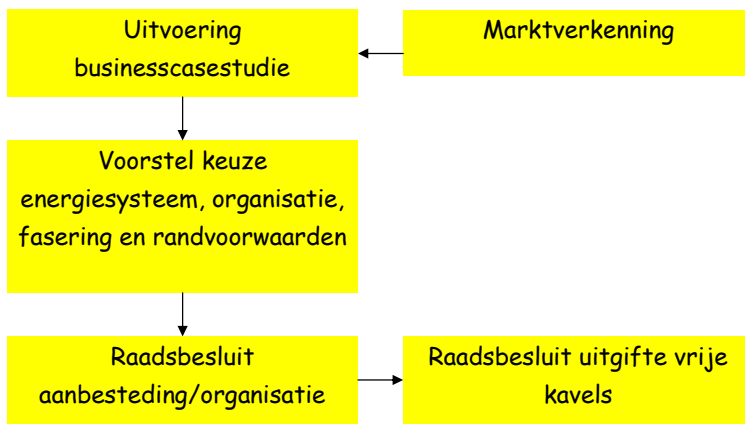 Uitvoering
businesscasestudie
Marktverkenning
Voorstel keuze
energiesysteem, organisatie,
fasering en randvoorwaarden
Raadsbesluit
aanbesteding/organisatie
Raadsbesluit uitgifte vrije
kavels